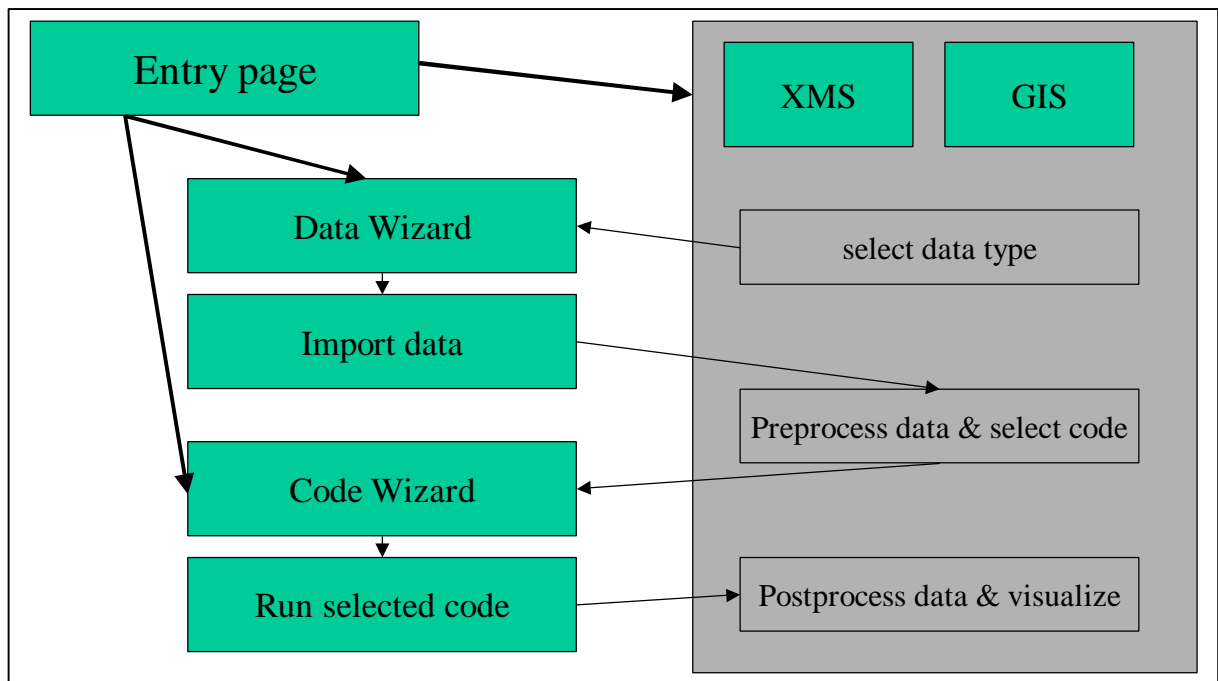 Entry page
XMS
GIS
Data Wizard
select data type
Import data
Preprocess data & select code
Code Wizard
Run selected code
Postprocess data & visualize